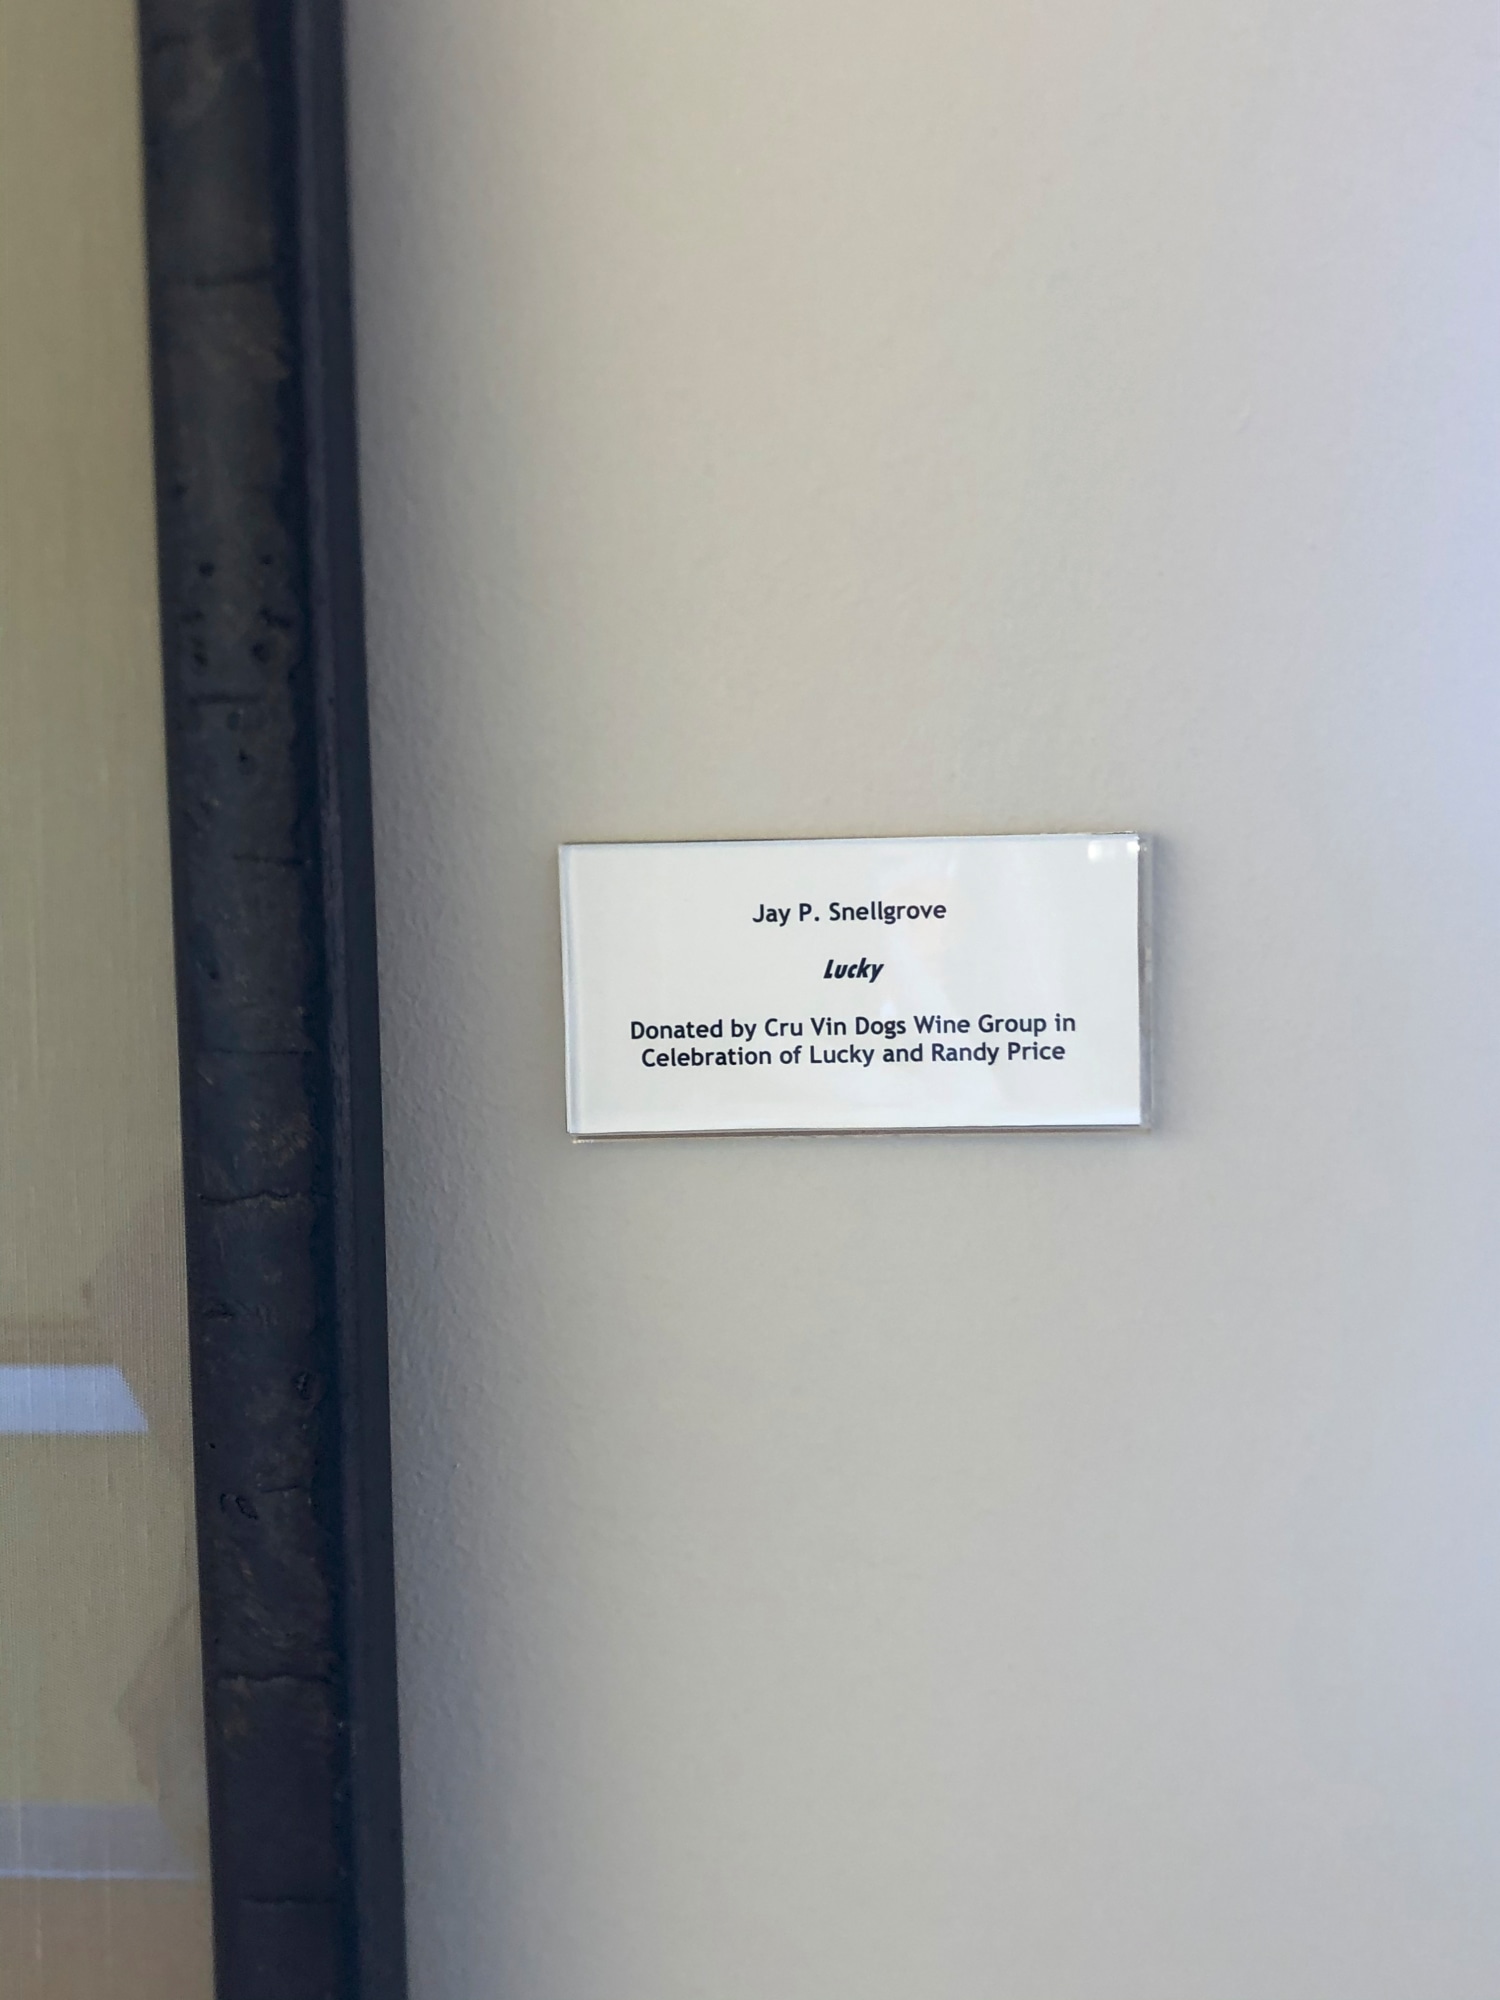 Jay P. Snellgrove
Lucky
Donated by Cru Vin Dogs Wine Group in
Celebration of Lucky and Randy Price